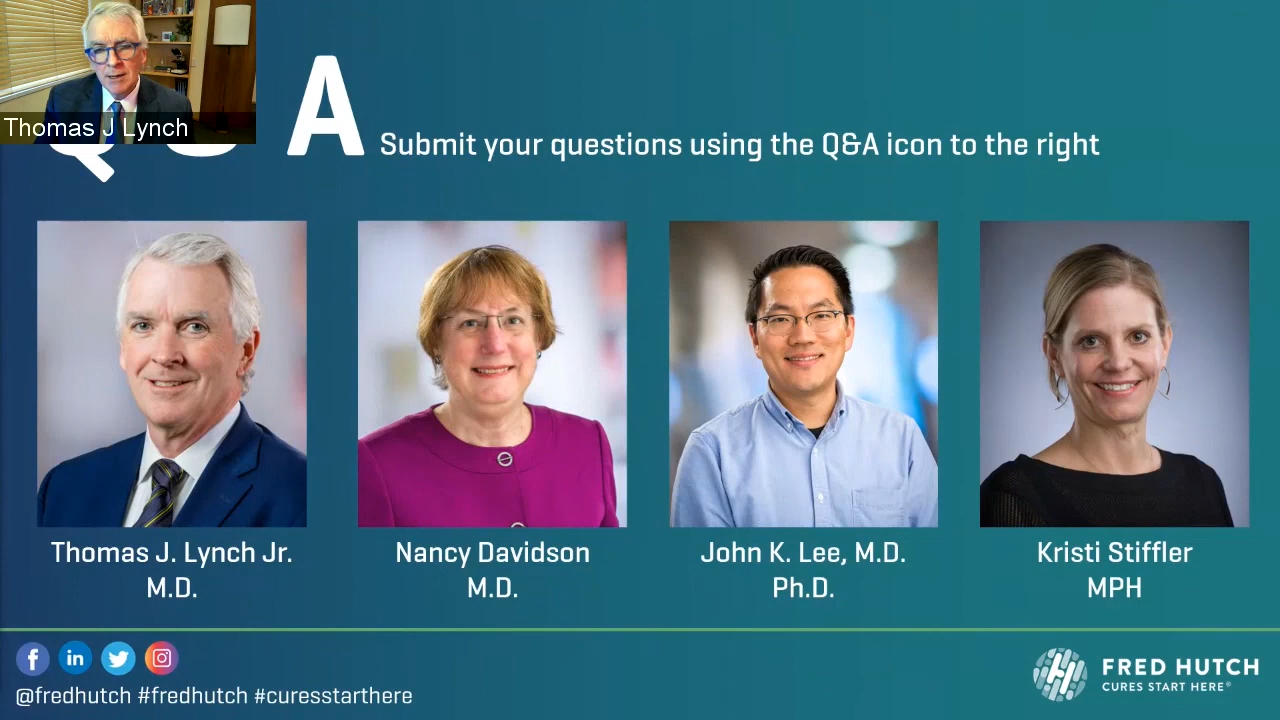 Thomas J Lynch
A
Submit your questions using the Q&A icon to the right
Thomas J. Lynch Jr.
M.D.
Nancy Davidson
M.D.
John K. Lee, M.D.
Ph.D.
Kristi Stiffler
MPH
@fredhutch #fredhutch #curesstarthere
FRED HUTCH
CURES START HERE®